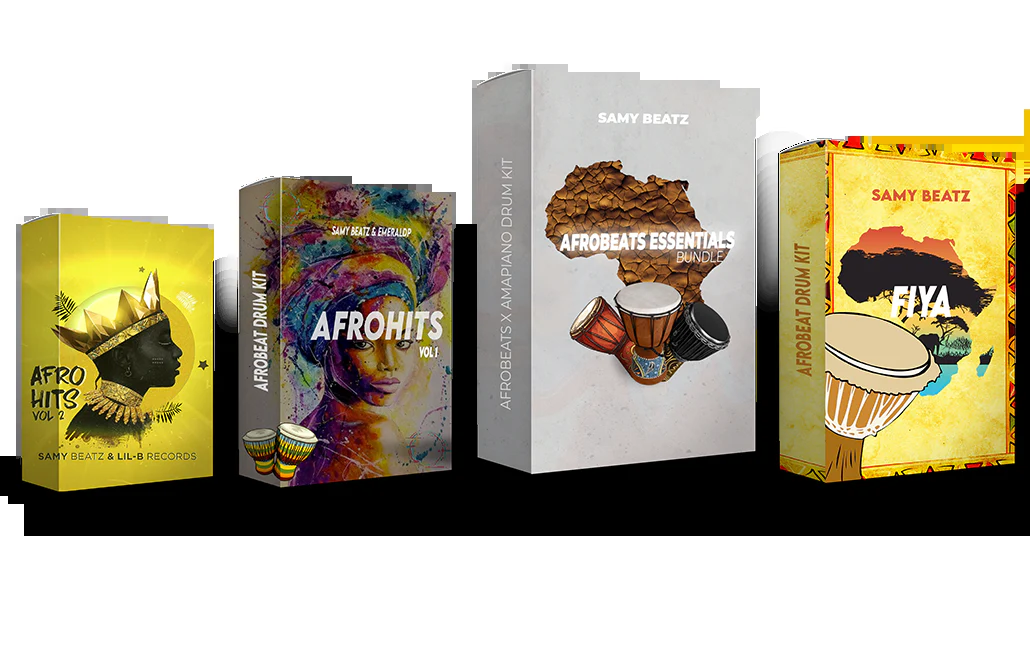 AFRO
HITS
VOL 2
SAMY BEATZ & LIL-B RECORDS
AFROBEAT DRUM KIT
SAMY BEATZ & EMERALDP
AFROHITS
VOL 1
AFROBEATS X AMAPIANO DRUM KIT
SAMY BEATZ
AFROBEATS ESSENTIALS
BUNDLE
AFROBEAT DRUM KIT
SAMY BEATZ
FIYA